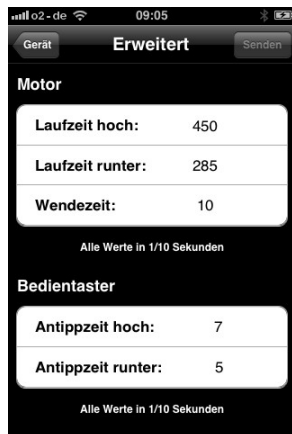 o2-de 09:05
Gerät Erweitert Senden
Motor
Laufzeit hoch: 450
Laufzeit runter: 285
Wendezeit: 10
Alle Werte in 1/10 Sekunden
Bedientaster
Antippzeit hoch: 7
Antippzeit runter: 5
Alle Werte in 1/10 Sekunden